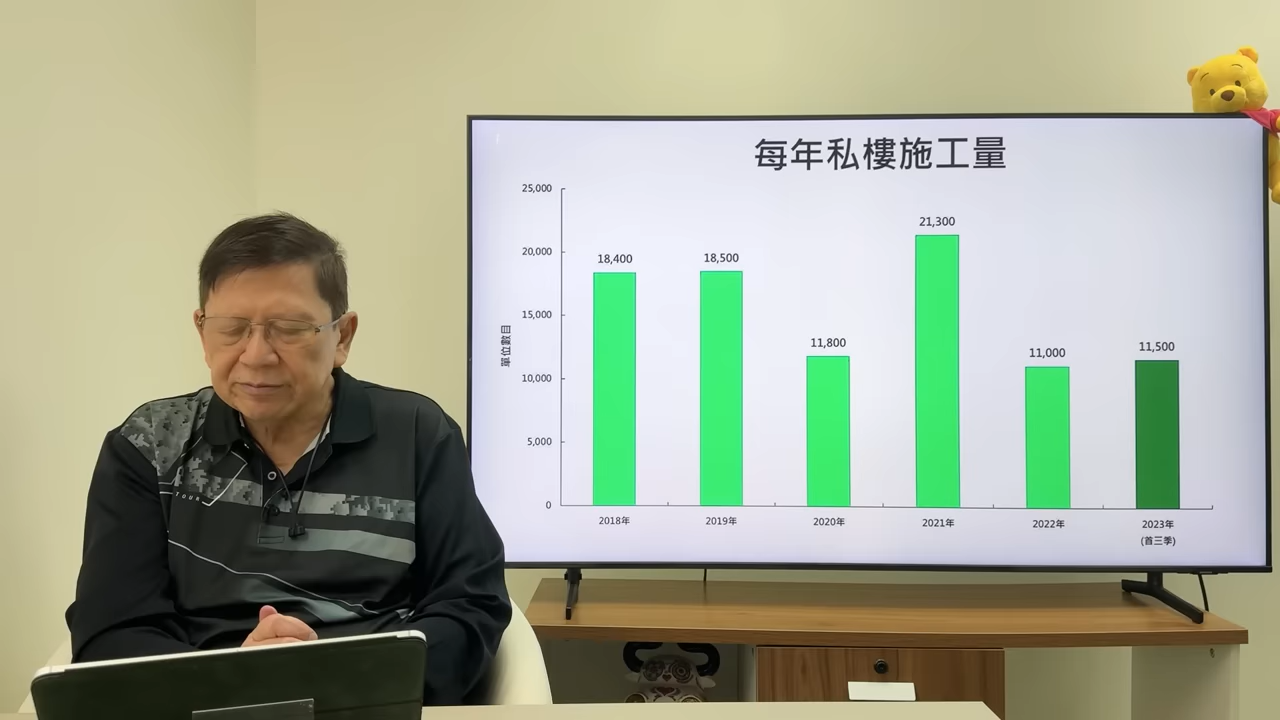 每年私樓施工量
25,000
20,000
15,000
10,000
5,000
0
單位數目
18,400
18,500
11,800
21,300
11,000
11,500
2018年
2019年
2020年
2021年
2022年
2023年
(首三季)
TOUR